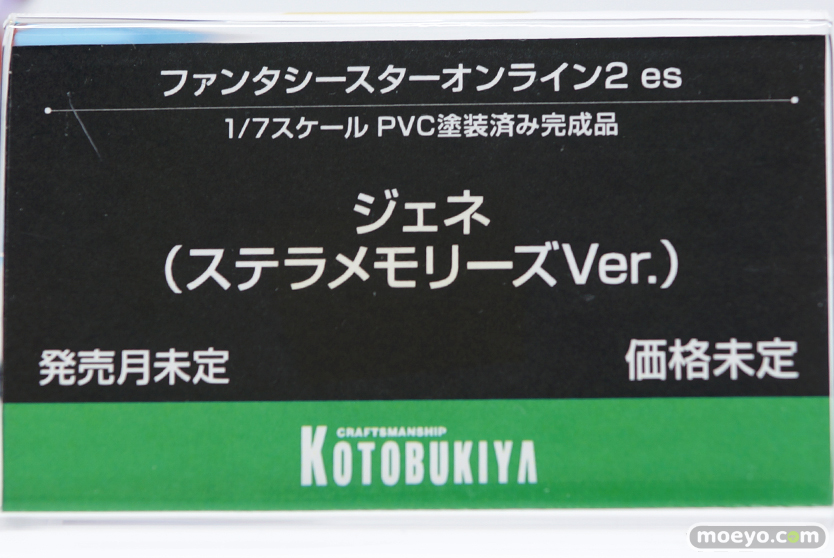 ファンタシースターオンライン2 es
1/7スケール PVC塗装済み完成品
ジェネ
(ステラメモリーズVer.)
発売月未定
価格未定
CRAFTSMANSHIP
KOTOBUKIYA
moeyo.com